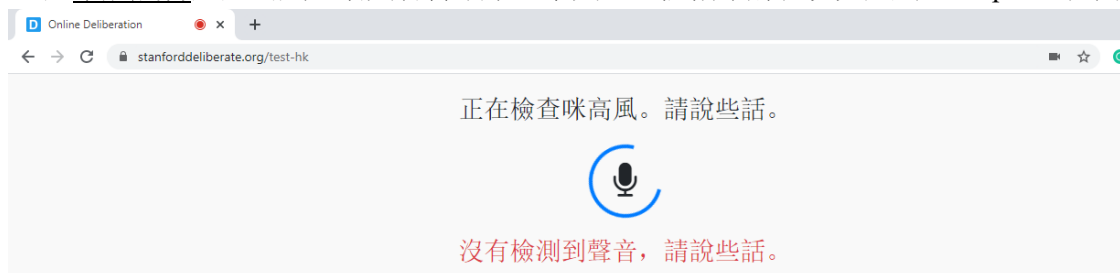 Online Deliberation
stanforddeliberate.org/test-hk
正在檢查咪高風。請說些話。
沒有檢測到聲音，請說些話。